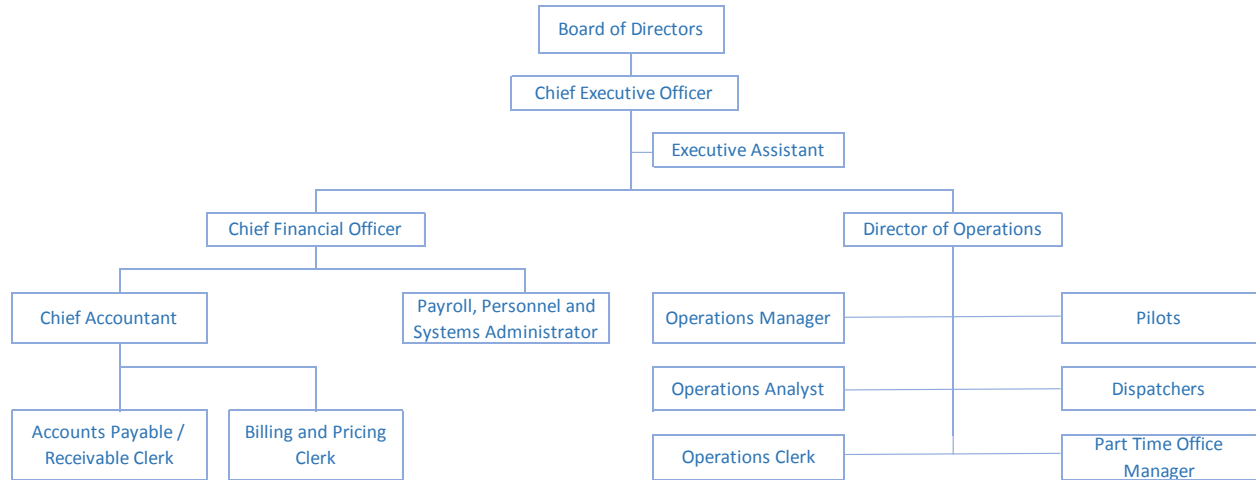 Board of Directors
Chief Executive Officer
Executive Assistant
Chief Financial Officer
Director of Operations
Chief Accountant
Payroll, Personnel and
Systems Administrator
Operations Manager
Pilots
Operations Analyst
Dispatchers
Accounts Payable /
Receivable Clerk
Billing and Pricing
Clerk
Operations Clerk
Part Time Office
Manager